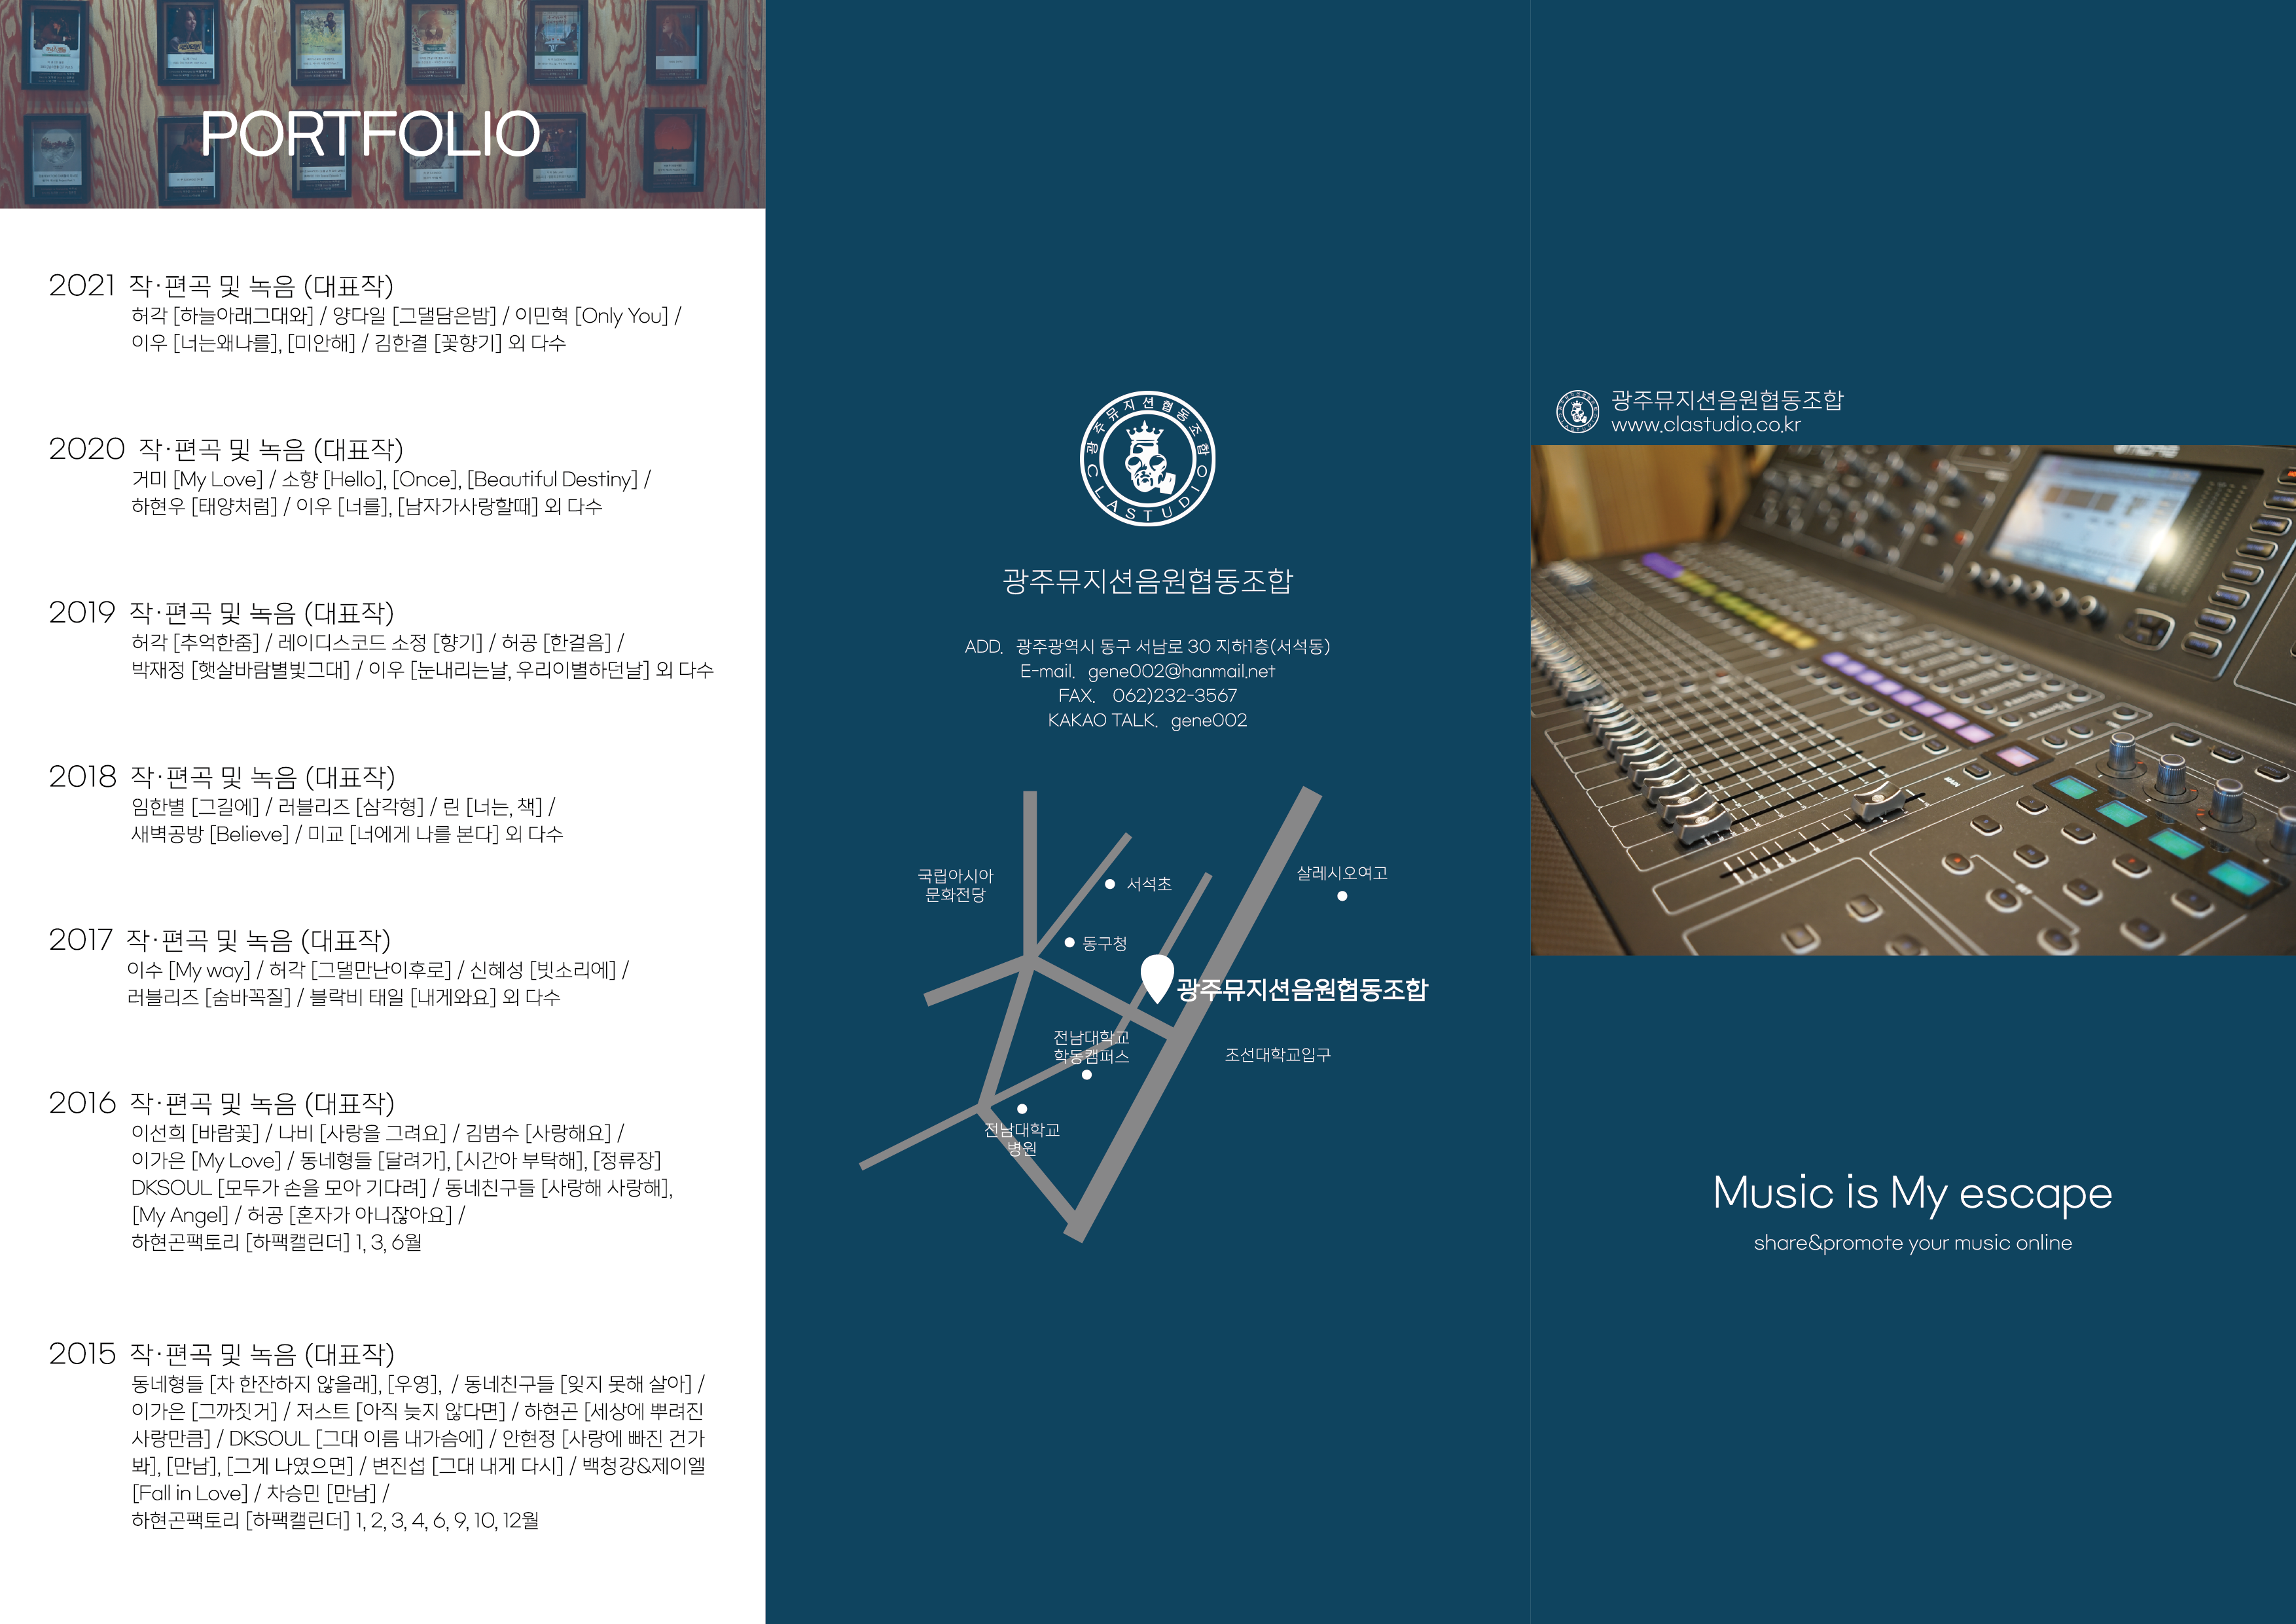 PORTFOLIO
2021 작·편곡 및 녹음 (대표작)
허각 [하늘아래그대와] / 양다일 [그댈담은밤] / 이민혁 [Only You] /
이우 [너는왜나를], [미안해] / 김한결 [꽃향기] 외 다수
2020 작·편곡 및 녹음 (대표작)
거미 [My Love] / 소향 [Hello], [Once], [Beautiful Destiny] /
하현우 [태양처럼] / 이우 [너를], [남자가사랑할때] 외 다수
2019 작·편곡 및 녹음 (대표작)
허각 [추억한줌] / 레이디스코드 소정 [향기] / 허공 [한걸음] /
박재정 [햇살바람별빛그대] / 이우 [눈내리는날, 우리이별하던날] 외 다수
2018 작·편곡 및 녹음 (대표작)
임한별 [그길에] / 러블리즈 [삼각형] / 린 [너는, 책] /
새벽공방 [Believe] / 미교 [너에게 나를 본다] 외 다수
2017 작·편곡 및 녹음 (대표작)
이수 [My way] / 허각 [그댈만난이후로] / 신혜성 [빗소리에] /
러블리즈 [숨바꼭질] / 블락비 태일 [내게와요] 외 다수
2016 작·편곡 및 녹음 (대표작)
이선희 [바람꽃] / 나비 [사랑을 그려요] / 김범수 [사랑해요] /
이가은 [My Love] / 동네형들 [달려가], [시간아 부탁해], [정류장]
DKSOUL [모두가 손을 모아 기다려] / 동네친구들 [사랑해 사랑해],
[My Angel] / 허공 [혼자가 아니잖아요] /
하현곤팩토리 [하팩캘린더] 1, 3, 6월
2015 작·편곡 및 녹음 (대표작)
동네형들 [차 한잔하지 않을래], [우영], / 동네친구들 [잊지 못해 살아] /
이가은 [그까짓거] / 저스트 [아직 늦지 않다면] / 하현곤 [세상에 뿌려진
사랑만큼] / DKSOUL [그대 이름 내가슴에] / 안현정 [사랑에 빠진 건가
봐], [만남], [그게 나였으면] / 변진섭 [그대 내게 다시] / 백청강&제이엘
[Fall in Love] / 차승민 [만남] /
하현곤팩토리 [하팩캘린더] 1, 2, 3, 4, 6, 9, 10, 12월
광주뮤지션협동조합
CLASTUDIO
광주뮤지션음원협동조합
ADD. 광주광역시 동구 서남로 30 지하1층(서석동)
E-mail. gene002@hanmail.net
FAX. 062)232-3567
KAKAO TALK. gene002
국립아시아
문화전당
서석초
살레시오여고
동구청
광주뮤지션음원협동조합
전남대학교
학동캠퍼스
조선대학교입구
전남대학교
병원
광주뮤지션음원협동조합
www.clastudio.co.kr
Music is My escape
share&promote your music online